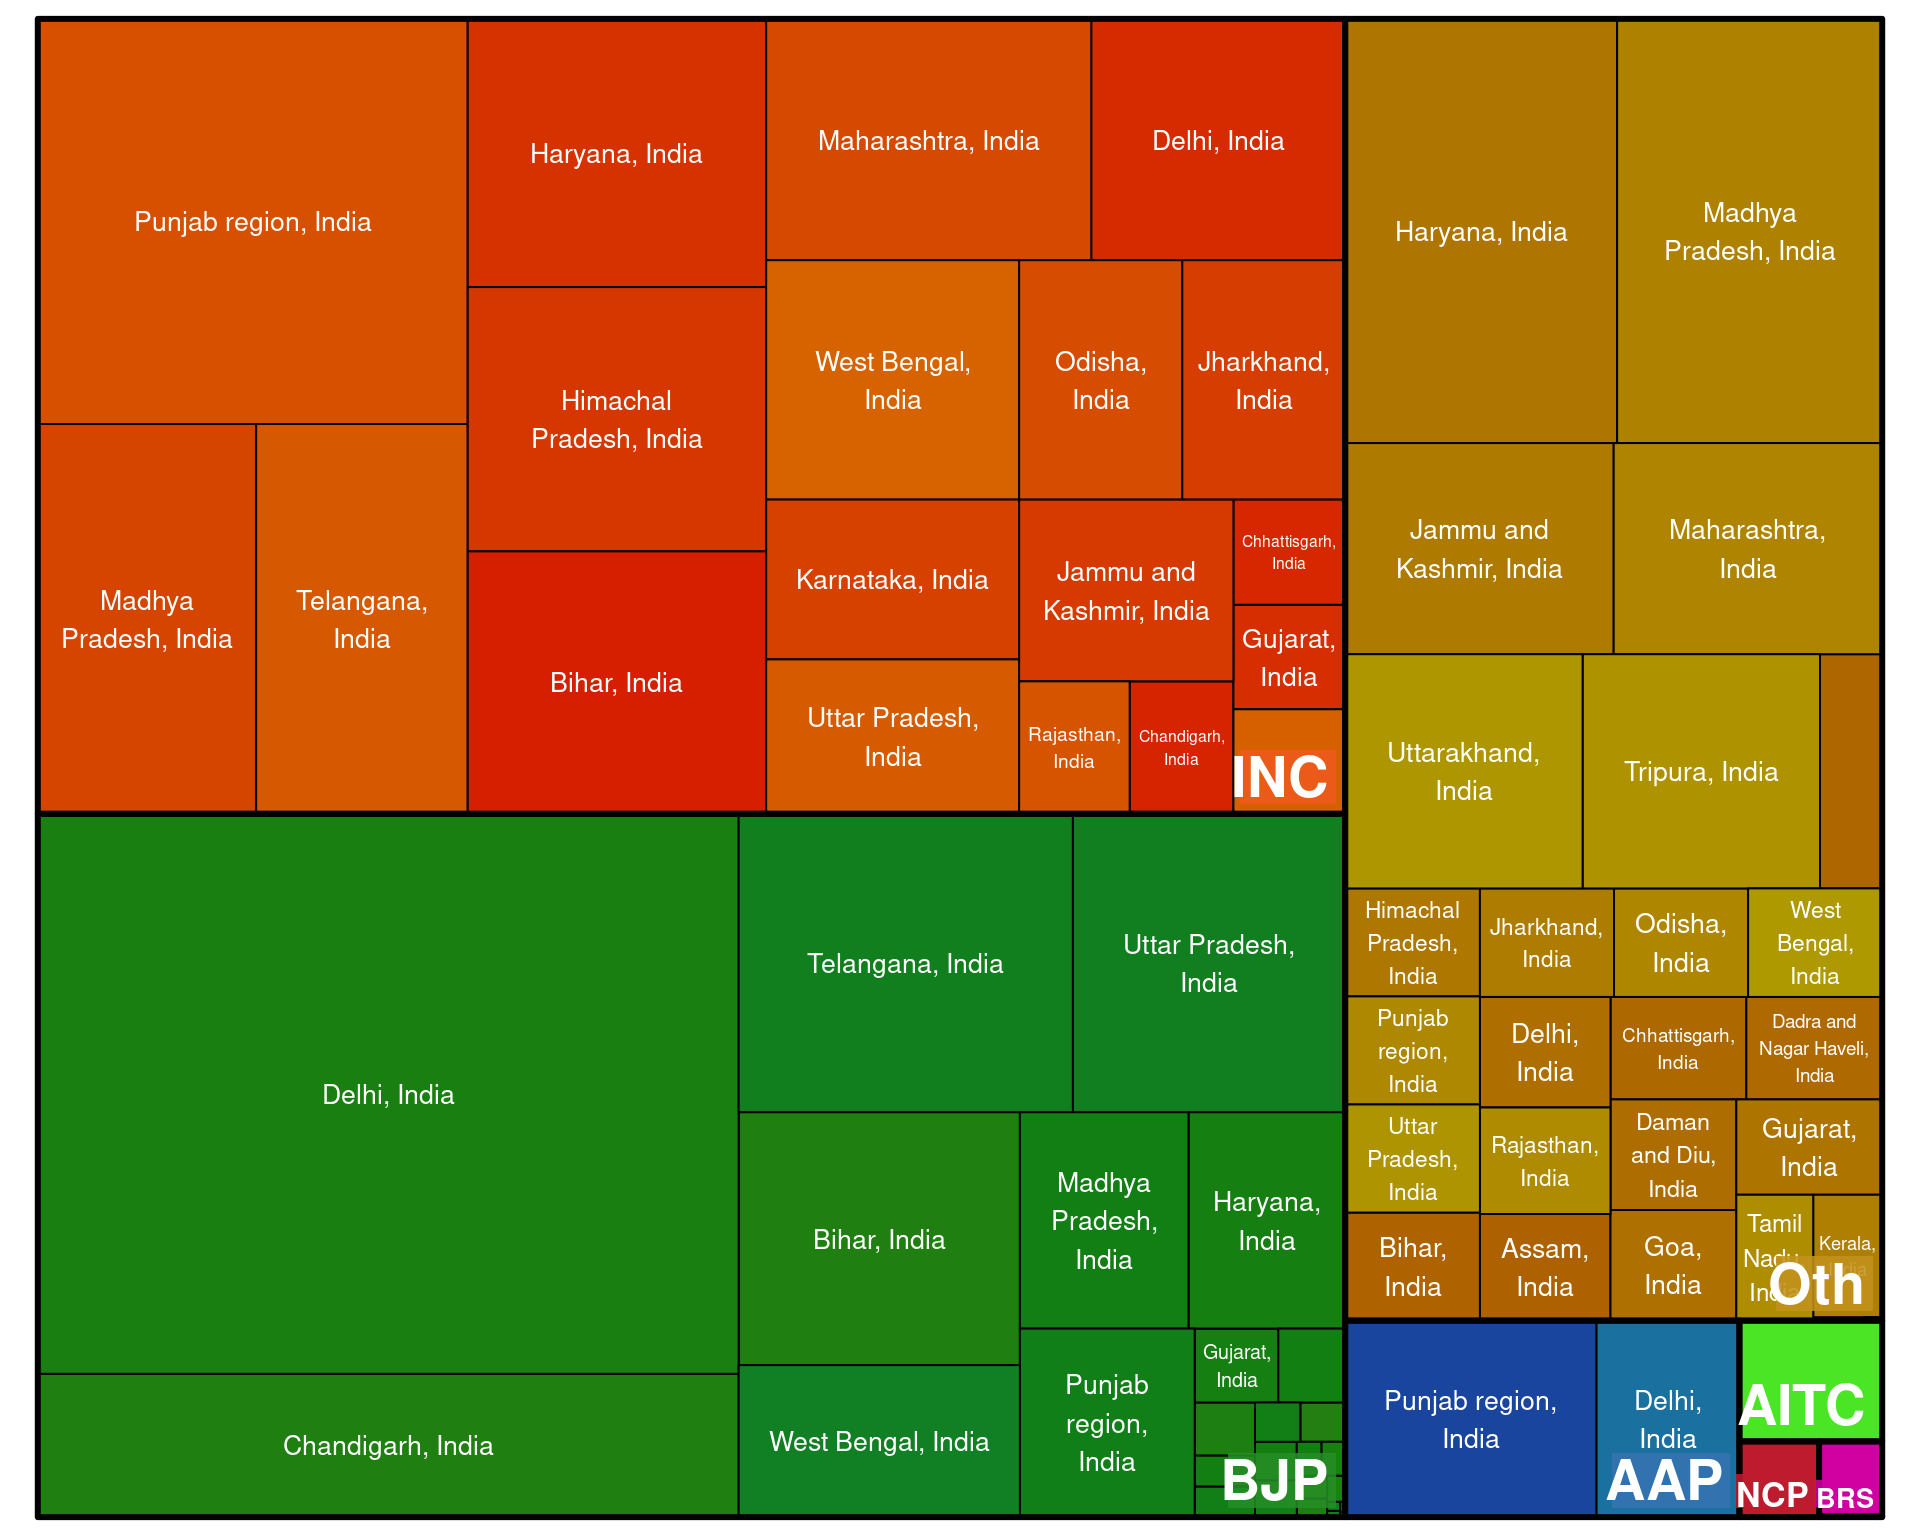 Punjab region, India
Madhya
Pradesh, India
Telangana,
India
Haryana, India
Himachal
Pradesh, India
Bihar, India
Maharashtra, India
Delhi, India
West Bengal,
India
Odisha,
India
Jharkhand,
India
Karnataka, India
Uttar Pradesh,
India
Jammu and
Kashmir, India
Rajasthan,
India
Chandigarh,
India
Chhattisgarh,
India
Gujarat,
India
INC
Delhi, India
Chandigarh, India
Telangana, India
Uttar Pradesh,
India
Bihar, India
West Bengal, India
Madhya
Pradesh,
India
Haryana,
India
Punjab
region,
India
Gujarat,
India
BJP
Haryana, India
Madhya
Pradesh, India
Jammu and
Kashmir, India
Maharashtra,
India
Uttarakhand,
India
Tripura, India
Himachal
Pradesh,
India
Jharkhand,
India
Odisha,
India
West
Bengal,
India
Punjab
region,
India
Delhi,
India
Chhattisgarh,
India
Dadra and
Nagar Haveli,
India
Uttar
Pradesh,
India
Rajasthan,
India
Daman
and Diu,
India
Gujarat,
India
Bihar,
India
Assam,
India
Goa,
India
Tamil
Nadu,
India
Kerala,
India
Oth
Punjab region,
India
Delhi,
India
AAP
AITC
NCP
BRS